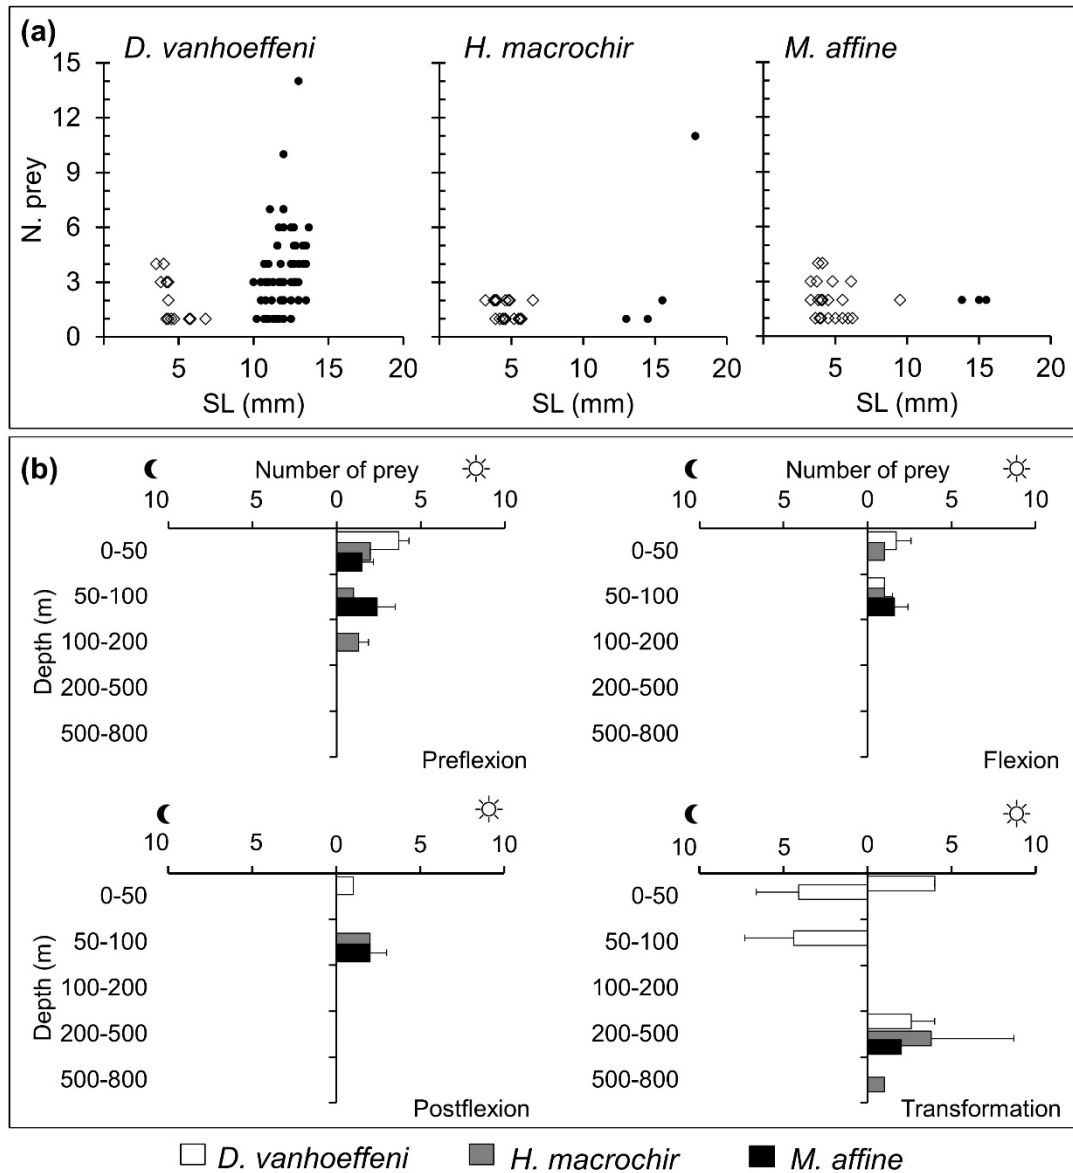 (a)
D. vanhoeffeni H. macrochir M. affine
15
12
9
6
3
0
N. prey
5 10 15 20 5 10 15 20 5 10 15 20
SL (mm) SL (mm) SL (mm)
(b)
Number of prey Number of prey
10 5 0 5 10 10 5 0 5 10
0-50 0-50
50-100 50-100
100-200 100-200
200-500 200-500
500-800 500-800
Depth (m)
Preflexion Flexion
10 5 0 5 10 10 5 0 5 10
0-50 0-50
50-100 50-100
100-200 100-200
200-500 200-500
500-800 500-800
Depth (m)
Postflexion Transformation
D. vanhoeffeni H. macrochir M. affine